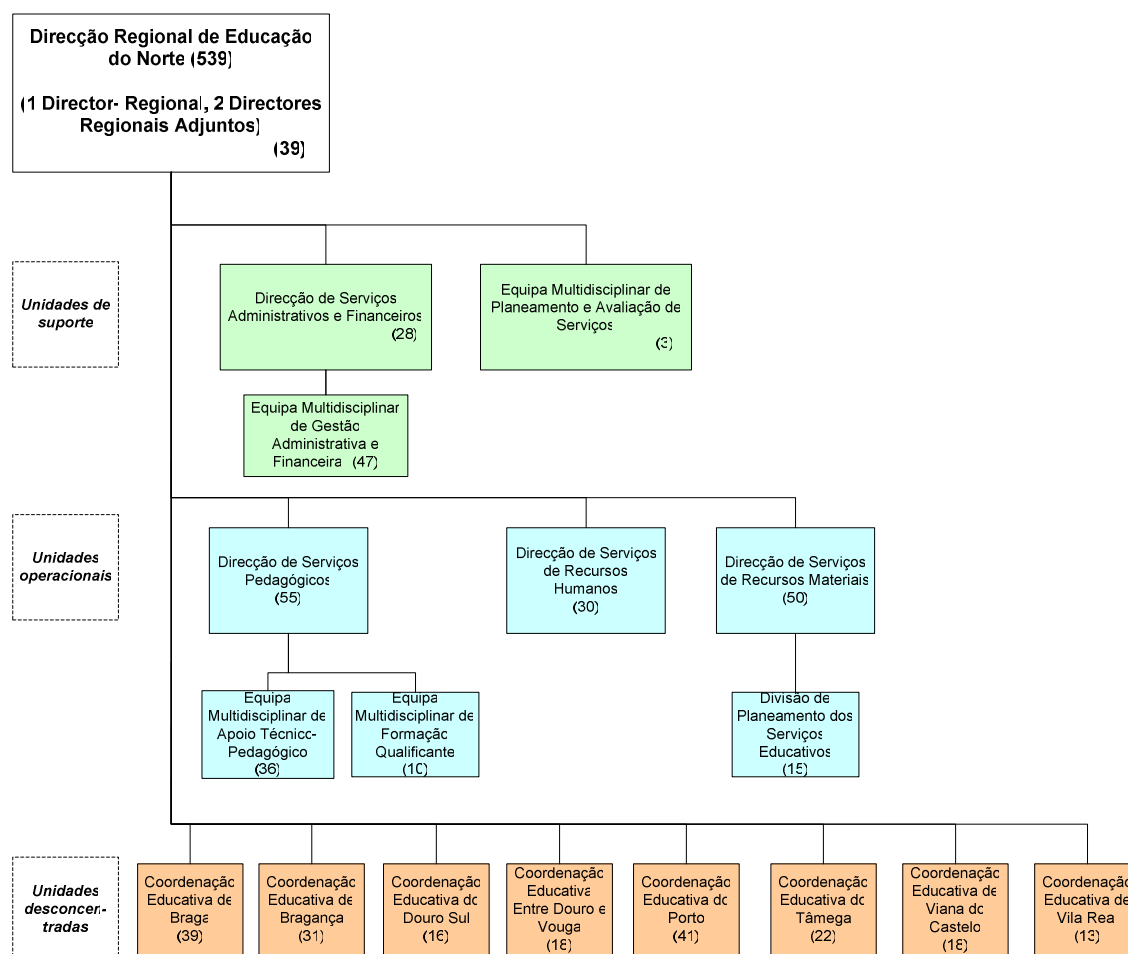 Direcção Regional de Educação
do Norte (539)
(1 Director- Regional, 2 Directores
Regionais Adjuntos)
(39)
Unidades de
suporte
Direcção de Serviços
Administrativos e Financeiros
(28)
Equipa Multidisciplinar de
Planeamento e Avaliação de
Serviços
(3)
Equipa Multidisciplinar
de Gestão
Administrativa e
Financeira (47)
Unidades
operacionais
Direcção de Serviços
Pedagógicos
(55)
Direcção de Serviços
de Recursos
Humanos
(30)
Direcção de Serviços
de Recursos Materiais
(50)
Equipa
Multidisciplinar de
Apoio Técnico-
Pedagógico
(36)
Equipa
Multidisciplinar de
Formação
Qualificante
(10)
Divisão de
Planeamento dos
Serviços
Educativos
(15)
Unidades
desconcen-
tradas
Coordenação
Educativa de
Braga
(39)
Coordenação
Educativa de
Bragança
(31)
Coordenação
Educativa do
Douro Sul
(16)
Coordenação
Educativa
Entre Douro e
Vouga
(18)
Coordenação
Educativa do
Porto
(41)
Coordenação
Educativa do
Tâmega
(22)
Coordenação
Educativa de
Viana do
Castelo
(18)
Coordenação
Educativa de
Vila Rea
(13)